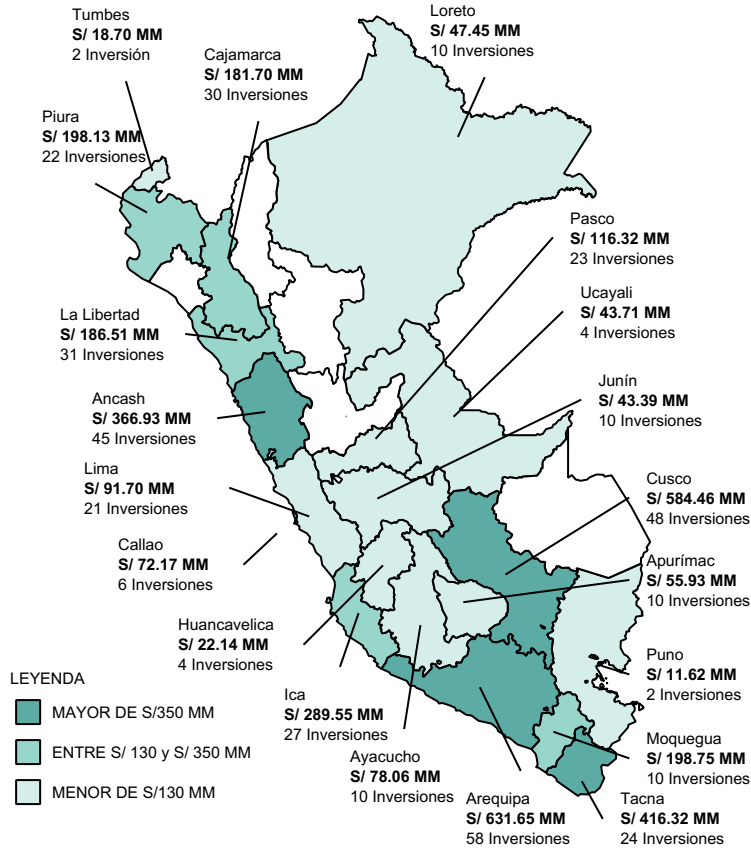 Tumbes
S/ 18.70 MM
2 Inversión
Loreto
S/ 47.45 MM
10 Inversiones
Cajamarca
S/ 181.70 MM
30 Inversiones
Piura
S/ 198.13 MM
22 Inversiones
Pasco
S/ 116.32 MM
23 Inversiones
Ucayali
S/ 43.71 MM
4 Inversiones
La Libertad
S/ 186.51 MM
31 Inversiones
Junín
S/ 43.39 MM
10 Inversiones
Ancash
S/ 366.93 MM
45 Inversiones
Lima
S/ 91.70 MM
21 Inversiones
Cusco
S/ 584.46 MM
48 Inversiones
Callao
S/ 72.17 MM
6 Inversiones
Apurímac
S/ 55.93 MM
10 Inversiones
Huancavelica
S/ 22.14 MM
4 Inversiones
Puno
S/ 11.62 MM
2 Inversiones
Ica
S/ 289.55 MM
27 Inversiones
Moquegua
S/ 198.75 MM
10 Inversiones
Ayacucho
S/ 78.06 MM
10 Inversiones
Arequipa
S/ 631.65 MM
58 Inversiones
Tacna
S/ 416.32 MM
24 Inversiones
LEYENDA
MAYOR DE S/350 MM
ENTRE S/ 130 y S/ 350 MM
MENOR DE S/130 MM